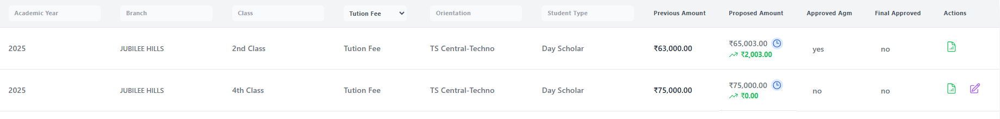 Academic Year Branch Class Tution Fee Orientation Student Type Previous Amount Proposed Amount Approved Agm Final Approved Actions
2025 JUBILEE HILLS 2nd Class Tution Fee TS Central-Techno Day Scholar ₹63,000.00 ₹65,003.00 yes no
₹2,003.00
2025 JUBILEE HILLS 4th Class Tution Fee TS Central-Techno Day Scholar ₹75,000.00 ₹75,000.00 no no
₹0.00